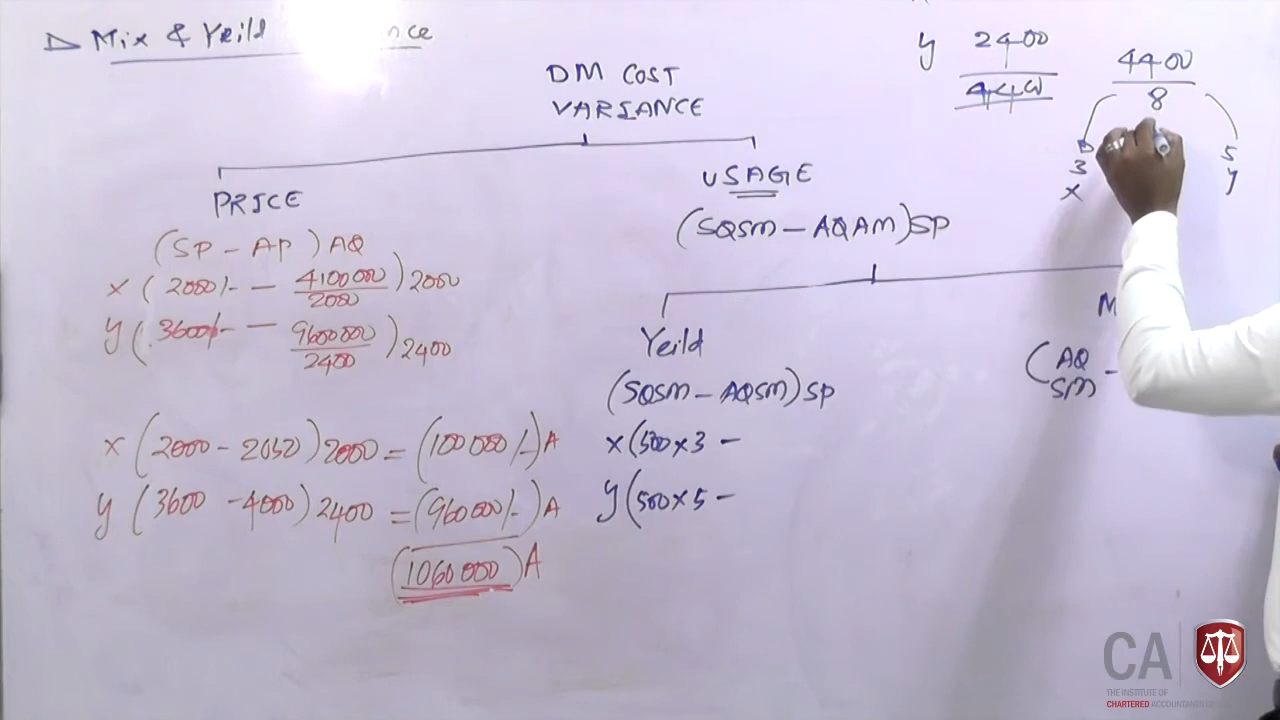 Mix & Yeild nce
DM COST
VARIANCE
PRICE
(SP - AP) AQ
X (2000/- - 4100000/2000) 2000
y (3600/- - 9600000/2400) 2400
X (2000 - 2050) 2000 = (100000/-) A
y (3600 - 4000) 2400 = (960000/-) A
(1060000) A
USAGE
(SQSM - AQAM) SP
Yeild
(SQSM - AQSM) SP
X (500 x 3 -
y (500 x 5 -
M
(AQ
SM -
y 2400
4400
4400
8
3
X
5
y
CA
THE INSTITUTE OF
CHARTERED ACCOUNTANTS OF